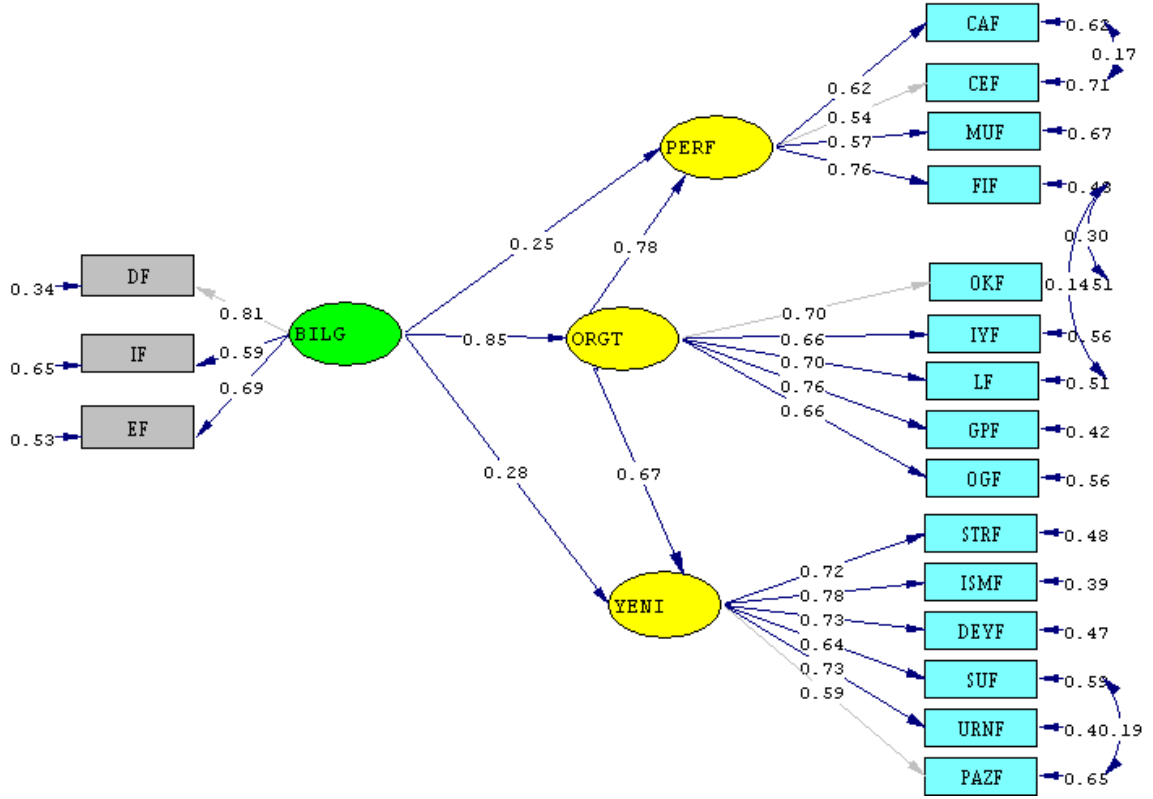 CAF 0.62
0.17
CEF 0.71
0.62
0.54
MUF 0.67
PERF
0.57
0.76
FIF 0.48
0.30
0.25
0.78
DF
0.34
OKF 0.14 51
0.81
0.70
BILG
0.85
ORGT
0.66
IYF 0.56
IF
0.59
0.65
0.70
LF 0.51
0.69
0.76
0.66
EF
0.53
GPF 0.42
0.28
0.67
OGF 0.56
STRF 0.48
0.72
ISMF 0.39
0.78
YENI
0.73
DEYF 0.47
0.64
0.73
SUF 0.59
0.59
URNF 0.40.19
PAZF 0.65